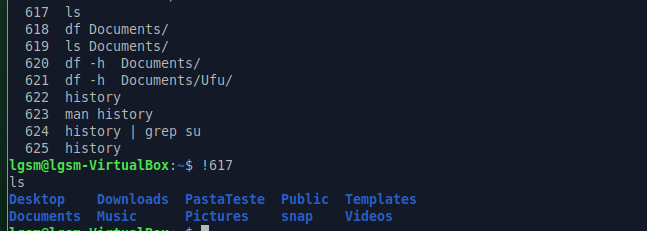 617 ls
618 df Documents/
619 ls Documents/
620 df -h  Documents/
621 df -h  Documents/Ufu/
622 history
623 man history
624 history | grep su
625 history
lgsm@lgsm-VirtualBox:~$ !617
ls
Desktop Downloads PastaTeste Public Templates
Documents Music Pictures snap Videos
lgsm@lgsm-VirtualBox:~$